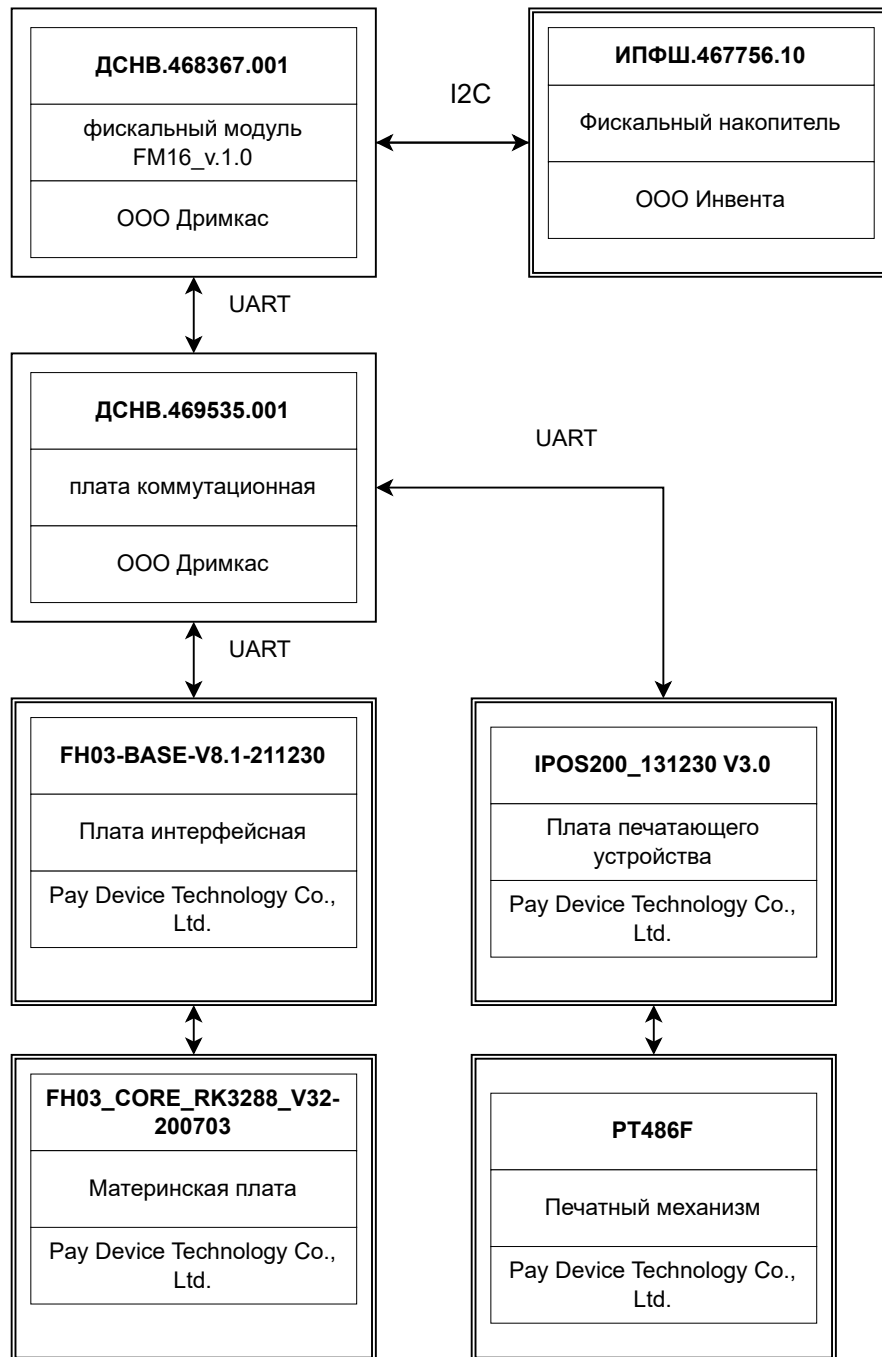 ДСНВ.468367.001
фискальный модуль
FM16_v.1.0
ООО Дримкас
I2C
ИПФШ.467756.10
Фискальный накопитель
ООО Инвента
UART
ДСНВ.469535.001
плата коммутационная
ООО Дримкас
UART
UART
FH03-BASE-V8.1-211230
Плата интерфейсная
Pay Device Technology Co.,
Ltd.
IPOS200_131230 V3.0
Плата печатающего
устройства
Pay Device Technology Co.,
Ltd.
FH03_CORE_RK3288_V32-
200703
Материнская плата
Pay Device Technology Co.,
Ltd.
PT486F
Печатный механизм
Pay Device Technology Co.,
Ltd.